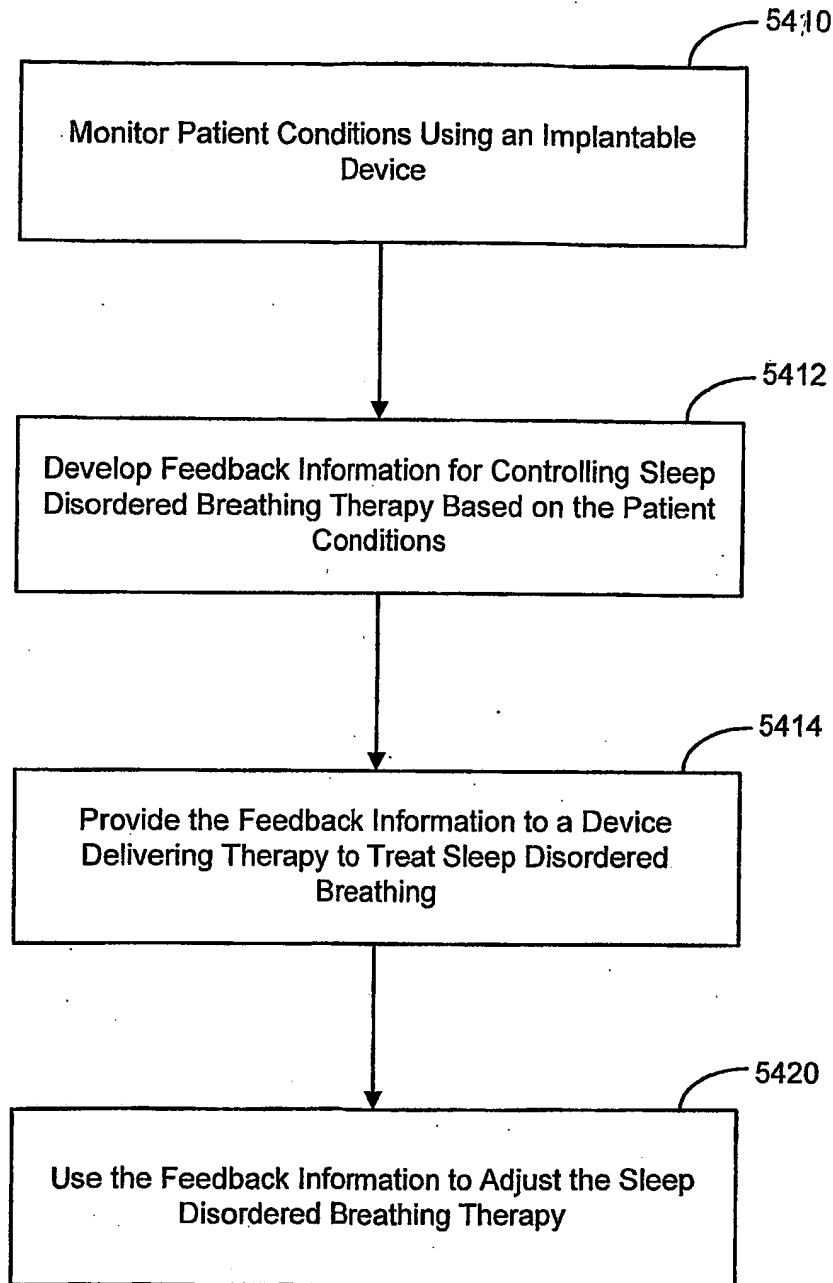 5410
Monitor Patient Conditions Using an Implantable
Device
5412
Develop Feedback Information for Controlling Sleep
Disordered Breathing Therapy Based on the Patient
Conditions
5414
Provide the Feedback Information to a Device
Delivering Therapy to Treat Sleep Disordered
Breathing
5420
Use the Feedback Information to Adjust the Sleep
Disordered Breathing Therapy